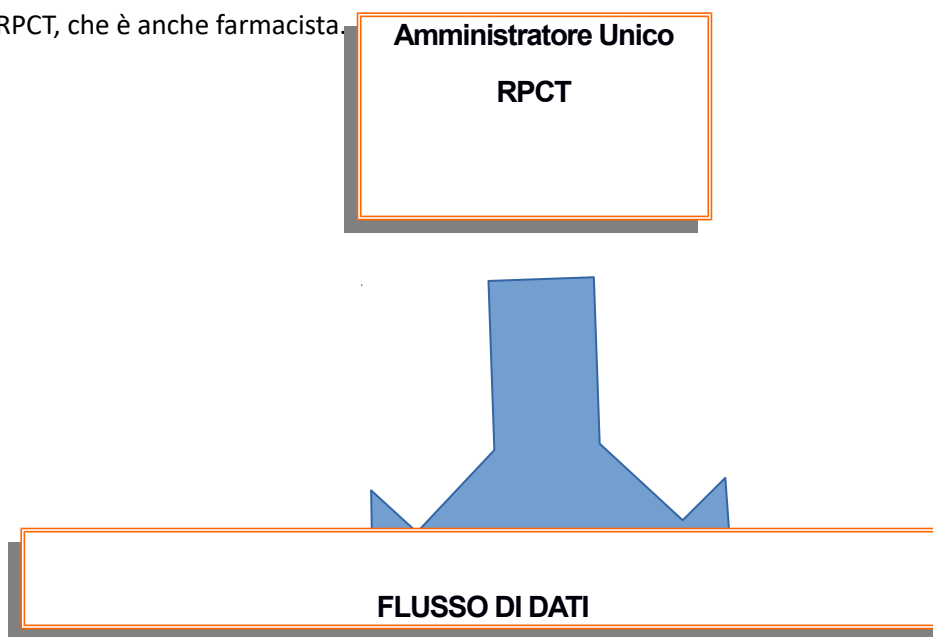 RPCT, che è anche farmacista.
Amministratore Unico
RPCT
FLUSSO DI DATI